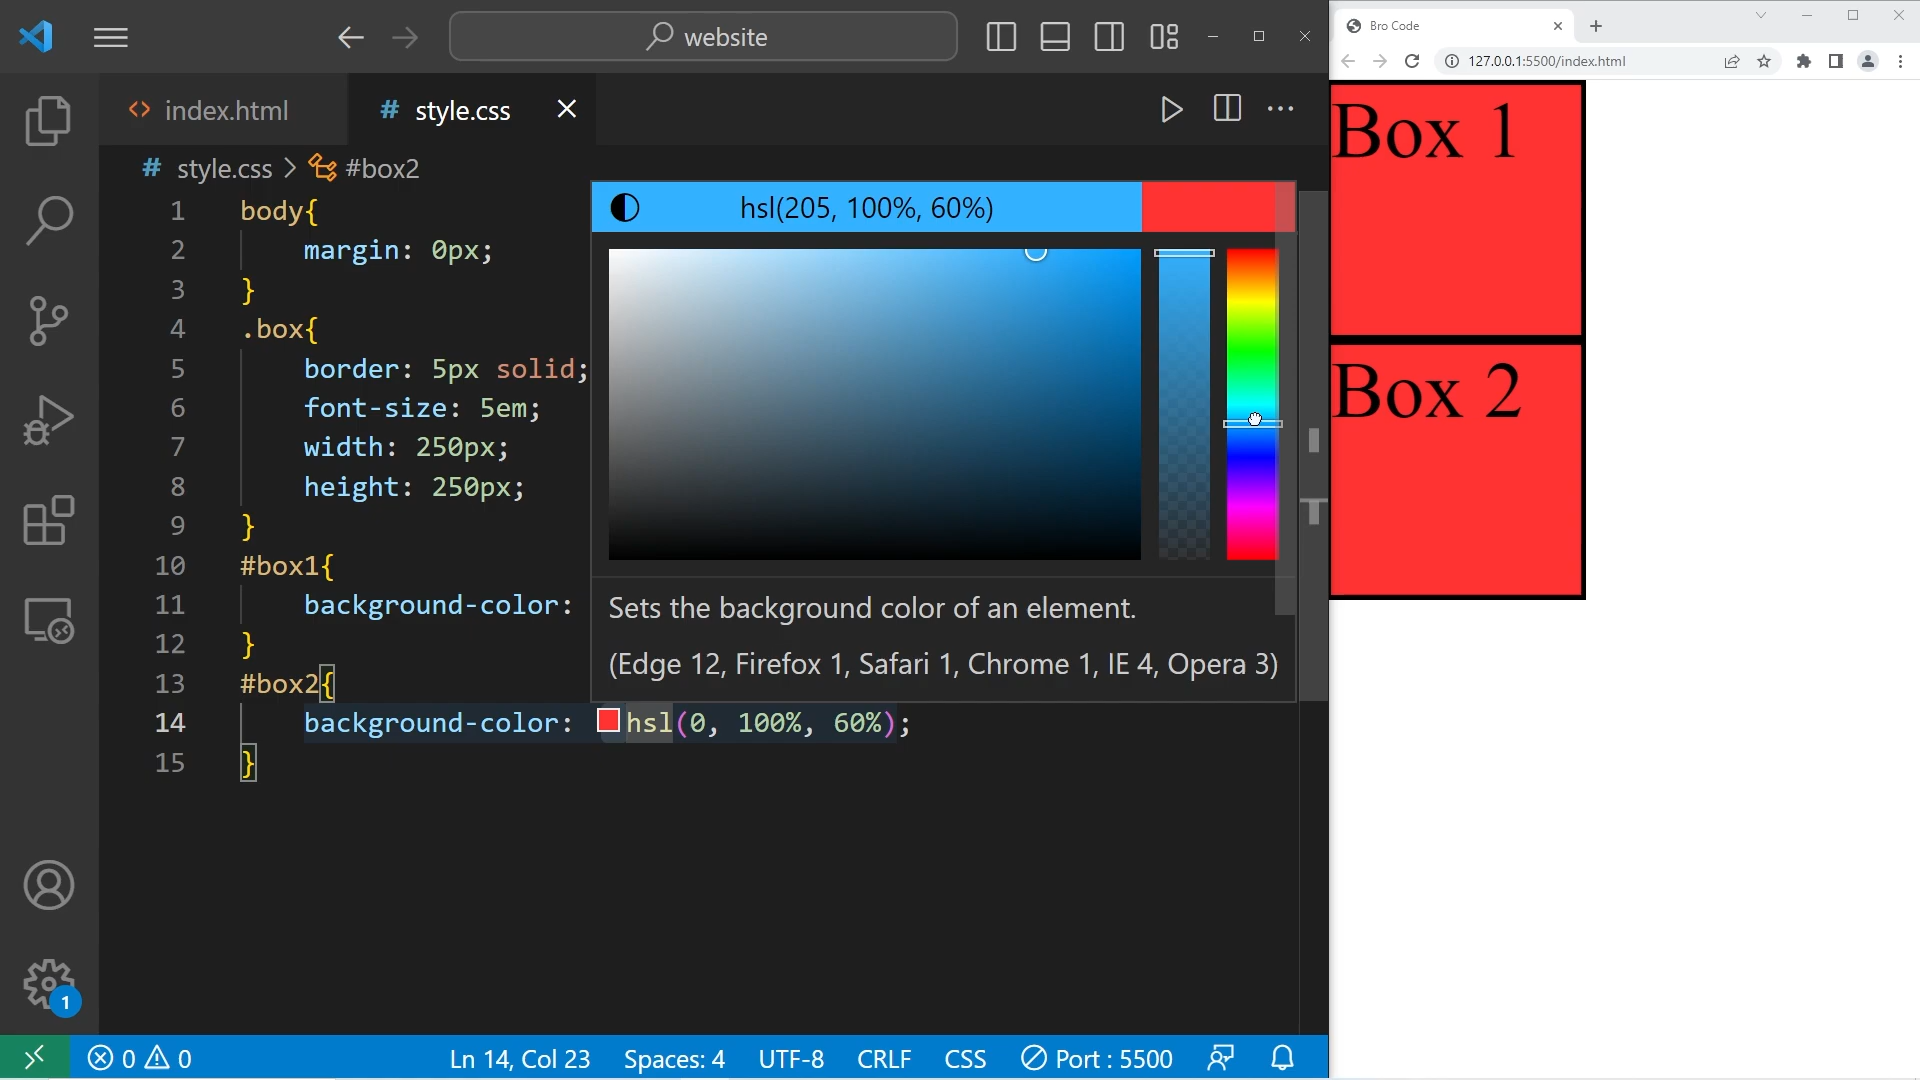 website
index.html
# style.css
# style.css > #box2
1 body{
2 margin: 0px;
3 }
4 .box{
5 border: 5px solid;
6 font-size: 5em;
7 width: 250px;
8 height: 250px;
9 }
10 #box1{
11 background-color:
12 }
13 #box2{
14 background-color: hsl(0, 100%, 60%);
15 }
hsl(205, 100%, 60%)
Sets the background color of an element.
(Edge 12, Firefox 1, Safari 1, Chrome 1, IE 4, Opera 3)
1
0 0
Ln 14, Col 23
Spaces: 4
UTF-8
CRLF
CSS
Port : 5500
Bro Code
127.0.0.1:5500/index.html
Box 1
Box 2